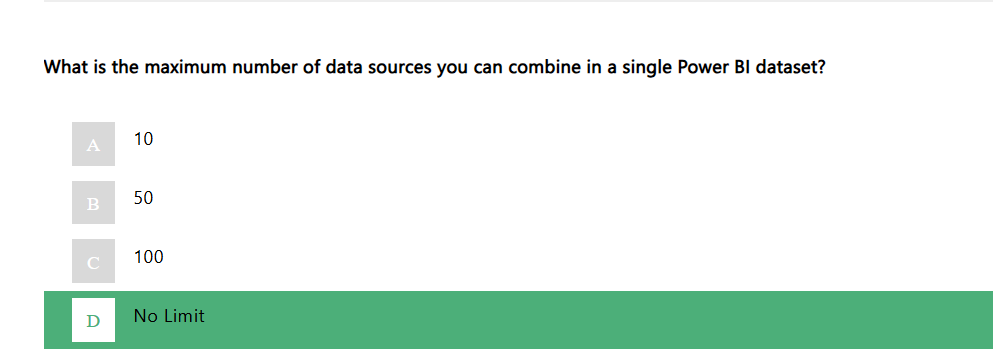 What is the maximum number of data sources you can combine in a single Power BI dataset?
A 10
B 50
C 100
D No Limit